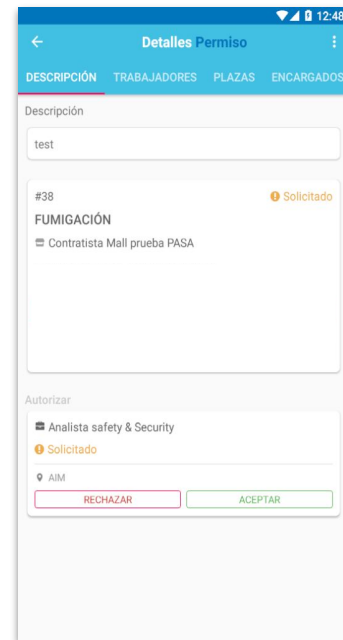 12:48
Detalles Permiso
DESCRIPCIÓN TRABAJADORES PLAZAS ENCARGADOS
Descripción
test
#38 Solicitado
FUMIGACIÓN
Contratista Mall prueba PASA
Autorizar
Analista safety & Security
Solicitado
AIM
RECHAZAR ACEPTAR